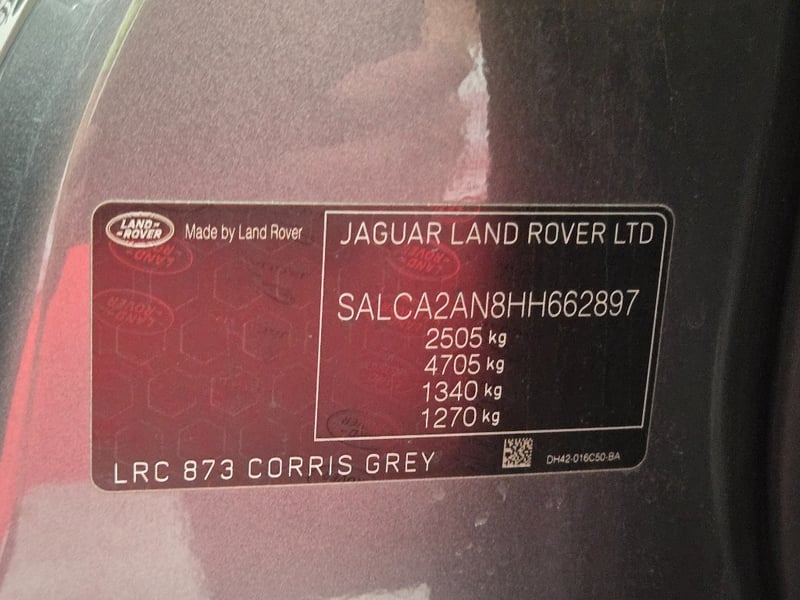 LAND-
-ROVER
Made by Land Rover
JAGUAR LAND ROVER LTD
SALCA2AN8HH662897
2505 kg
4705 kg
1340 kg
1270 kg
LRC 873 CORRIS GREY
DH42-016C50-BA